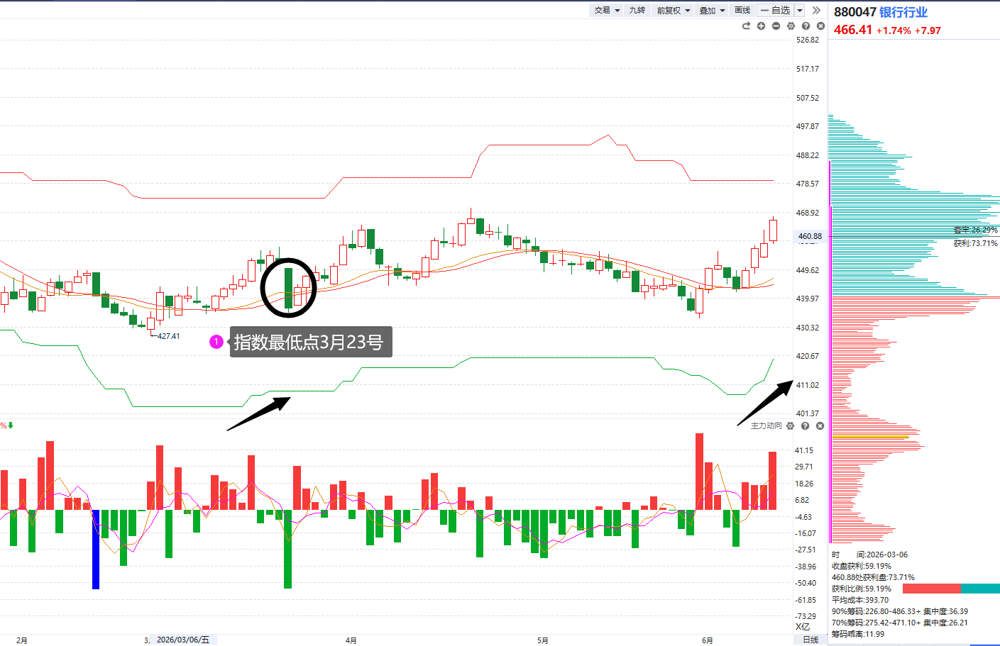 交易 九转 前复权 叠加 画线 一 自选
880047 银行行业
466.41 +1.74% +7.97
526.82
517.17
507.52
497.87
488.22
478.57
468.92
460.88
449.62
439.97
430.32
420.67
411.02
401.37
套牢:26.29%
获利:73.71%
←427.41
1 指数最低点3月23号
%
主力动向
41.15
29.71
18.26
6.82
-4.63
-16.07
-27.51
-38.96
-50.40
-61.85
-73.29
X亿
时 间:2026-03-06
收盘获利:59.19%
460.88处获利盘:73.71%
获利比例:59.19%
平均成本:393.70
90%筹码:226.80-486.33+ 集中度:36.39
70%筹码:275.42-471.10+ 集中度:26.21
筹码乖离:11.99
2月 2026/03/06/五 4月 5月 6月 日线